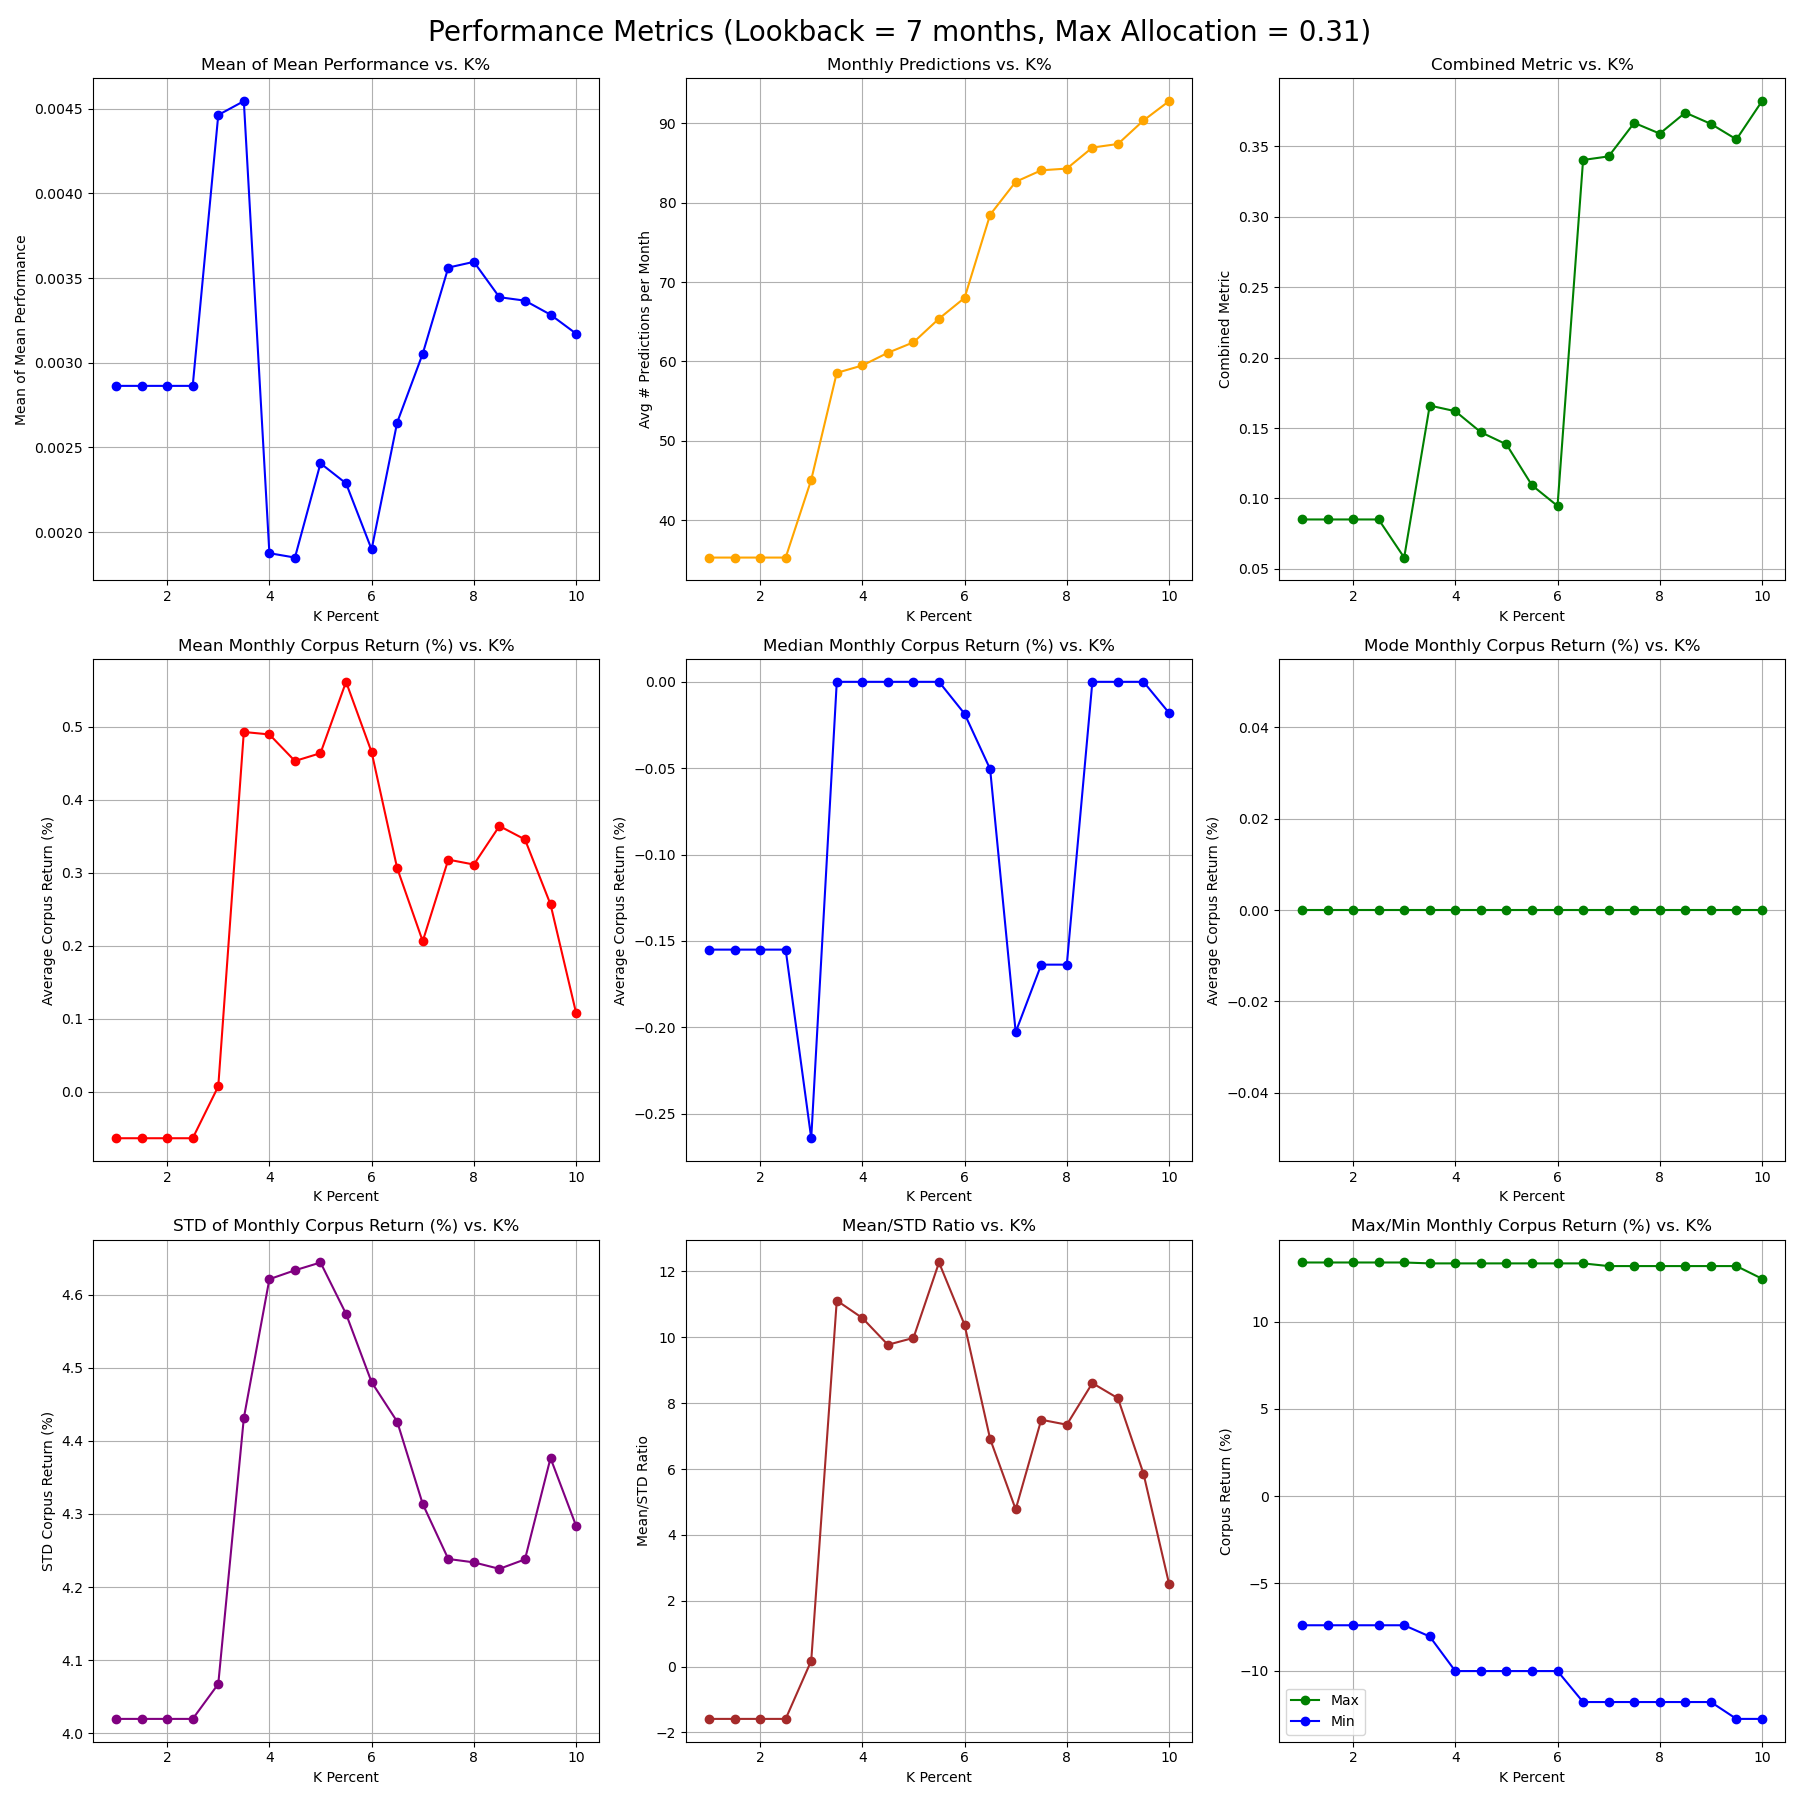 Performance Metrics (Lookback = 7 months, Max Allocation = 0.31)
Mean of Mean Performance vs. K%
Mean of Mean Performance
0.0045
0.0040
0.0035
0.0030
0.0025
0.0020
2 4 6 8 10
K Percent
Monthly Predictions vs. K%
Avg # Predictions per Month
90
80
70
60
50
40
2 4 6 8 10
K Percent
Combined Metric vs. K%
Combined Metric
0.35
0.30
0.25
0.20
0.15
0.10
0.05
2 4 6 8 10
K Percent
Mean Monthly Corpus Return (%) vs. K%
Average Corpus Return (%)
0.5
0.4
0.3
0.2
0.1
0.0
2 4 6 8 10
K Percent
Median Monthly Corpus Return (%) vs. K%
Average Corpus Return (%)
0.00
−0.05
−0.10
−0.15
−0.20
−0.25
2 4 6 8 10
K Percent
Mode Monthly Corpus Return (%) vs. K%
Average Corpus Return (%)
0.04
0.02
0.00
−0.02
−0.04
2 4 6 8 10
K Percent
STD of Monthly Corpus Return (%) vs. K%
STD Corpus Return (%)
4.6
4.5
4.4
4.3
4.2
4.1
4.0
2 4 6 8 10
K Percent
Mean/STD Ratio vs. K%
Mean/STD Ratio
12
10
8
6
4
2
0
−2
2 4 6 8 10
K Percent
Max/Min Monthly Corpus Return (%) vs. K%
Corpus Return (%)
10
5
0
−5
−10
Max
Min
2 4 6 8 10
K Percent